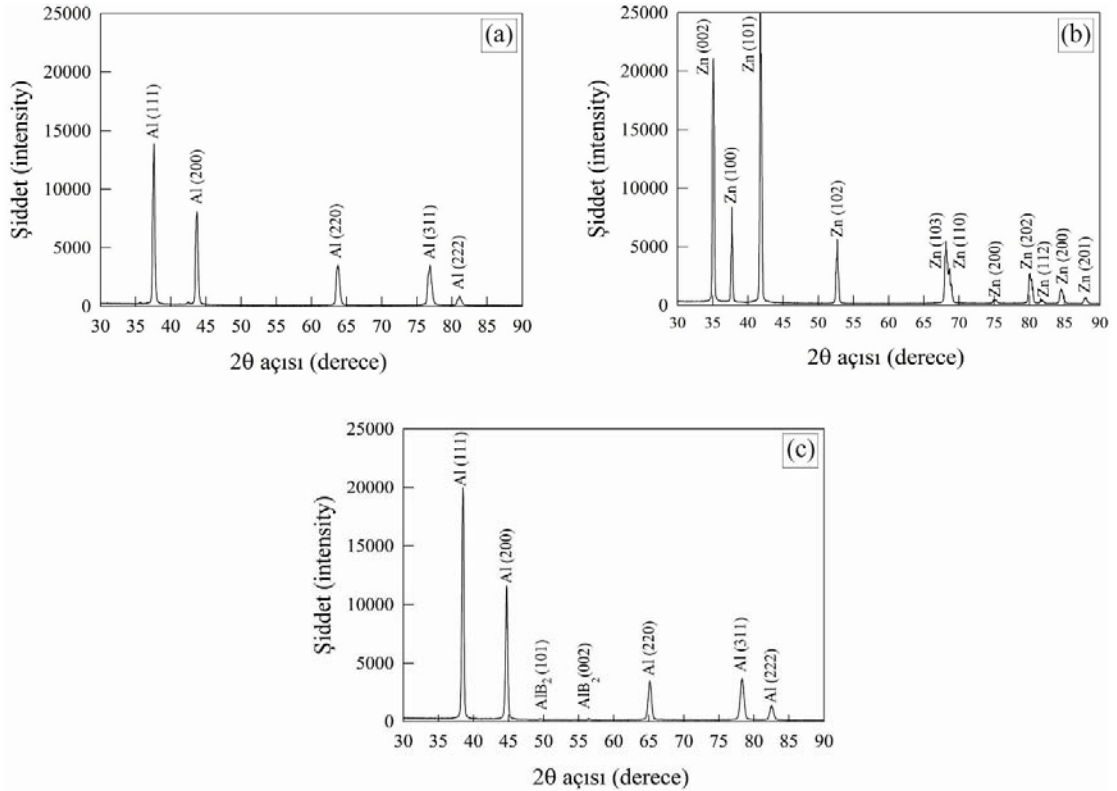 (a)
25000
20000
15000
10000
5000
0
Şiddet (intensity)
Al (111)
Al (200)
Al (220)
Al (311)
Al (222)
30 35 40 45 50 55 60 65 70 75 80 85 90
2θ açısı (derece)
(b)
25000
20000
15000
10000
5000
0
Şiddet (intensity)
Zn (002)
Zn (100)
Zn (101)
Zn (102)
Zn (103)
Zn (110)
Zn (200)
Zn (202)
Zn (112)
Zn (200)
Zn (201)
30 35 40 45 50 55 60 65 70 75 80 85 90
2θ açısı (derece)
(c)
25000
20000
15000
10000
5000
0
Şiddet (intensity)
Al (111)
Al (200)
AlB₂ (101)
AlB₂ (002)
Al (220)
Al (311)
Al (222)
30 35 40 45 50 55 60 65 70 75 80 85 90
2θ açısı (derece)